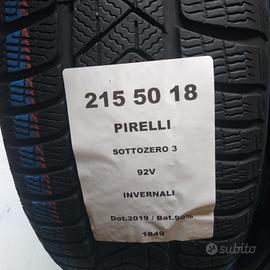 215 50 18
PIRELLI
SOTTOZERO 3
92V
INVERNALI
Dot.2019 / Bat.90%
1849
subito